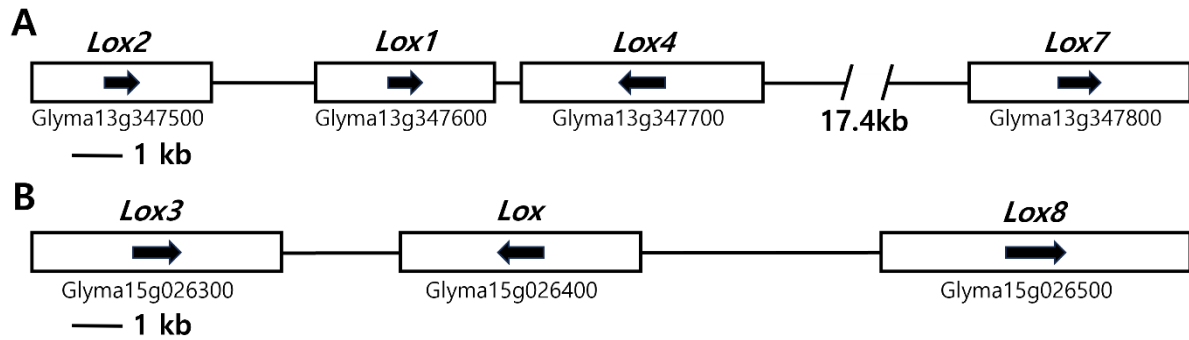 A
Lox2 Lox1 Lox4 Lox7
Glyma13g347500 Glyma13g347600 Glyma13g347700 17.4kb Glyma13g347800
1 kb
B
Lox3 Lox Lox8
Glyma15g026300 Glyma15g026400 Glyma15g026500
1 kb